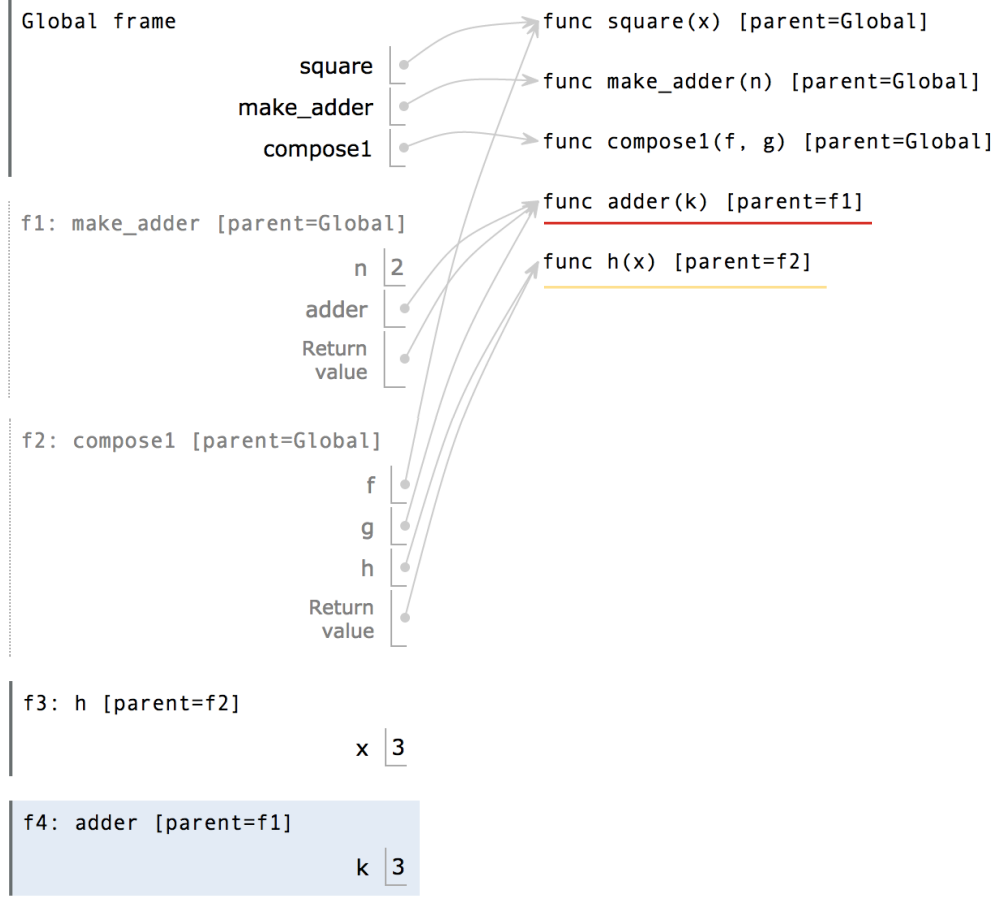 Global frame
square
make_adder
compose1
func square(x) [parent=Global]
func make_adder(n) [parent=Global]
func compose1(f, g) [parent=Global]
func adder(k) [parent=f1]
func h(x) [parent=f2]
f1: make_adder [parent=Global]
n 2
adder
Return
value
f2: compose1 [parent=Global]
f
g
h
Return
value
f3: h [parent=f2]
x 3
f4: adder [parent=f1]
k 3